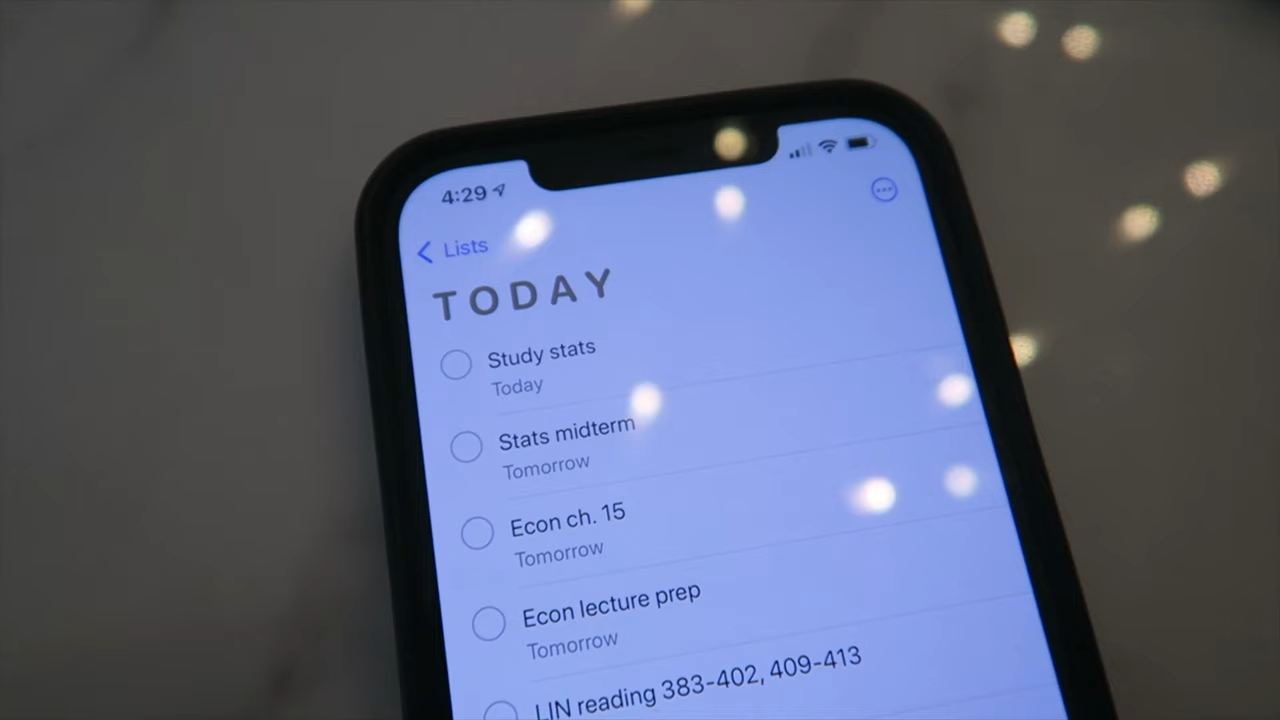 4:29
Lists
TODAY
Study stats
Today
Stats midterm
Tomorrow
Econ ch. 15
Tomorrow
Econ lecture prep
Tomorrow
LIN reading 383-402, 409-413